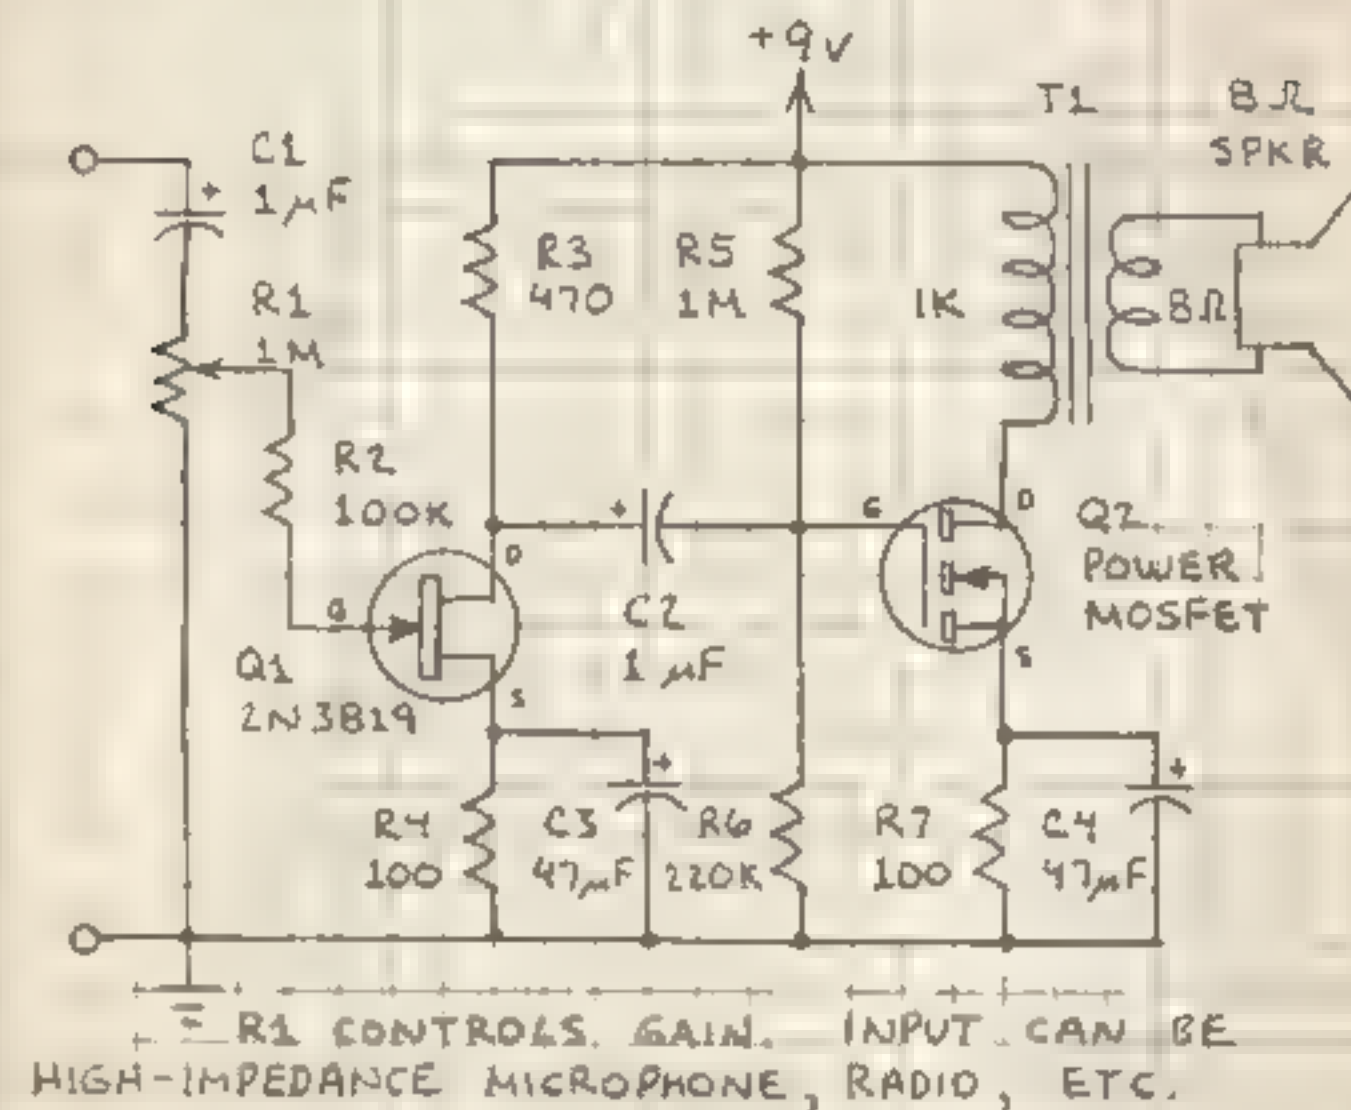 +9V
T1
8Ω
SPKR
C1
1μF
R3
470
R5
1M
1K
8Ω
R1
1M
R2
100K
G
D
Q1
2N3819
S
+
C2
1 μF
G
D
Q2
POWER
MOSFET
S
+
+
+
R4
100
C3
47μF
R6
220K
R7
100
C4
47μF
R1 CONTROLS GAIN. INPUT CAN BE
HIGH-IMPEDANCE MICROPHONE, RADIO, ETC.